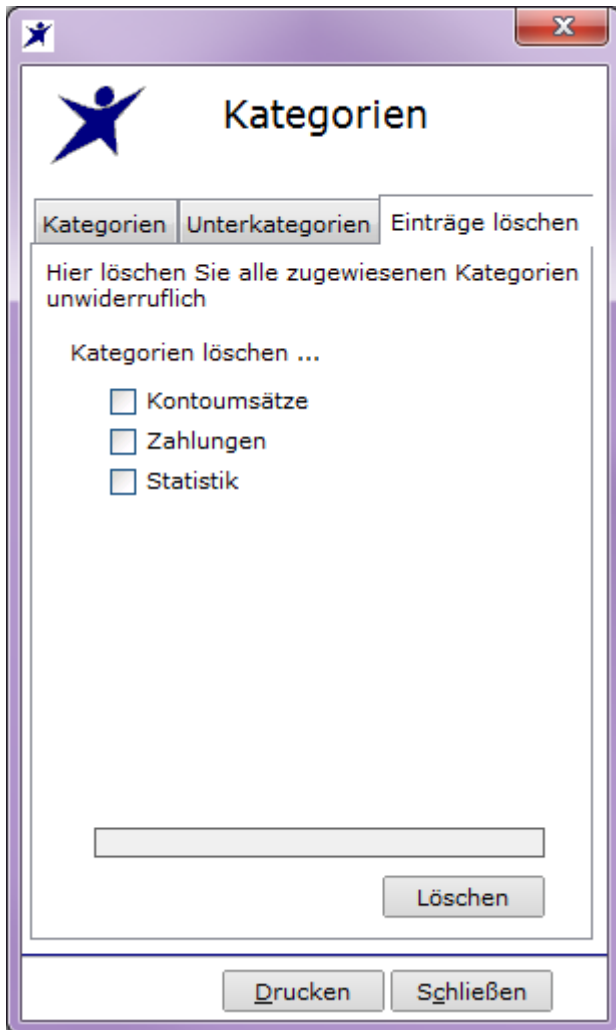 Kategorien
Kategorien Unterkategorien Einträge löschen
Hier löschen Sie alle zugewiesenen Kategorien
unwiderruflich
Kategorien löschen ...
Kontoumsätze
Zahlungen
Statistik
Löschen
Drucken Schließen